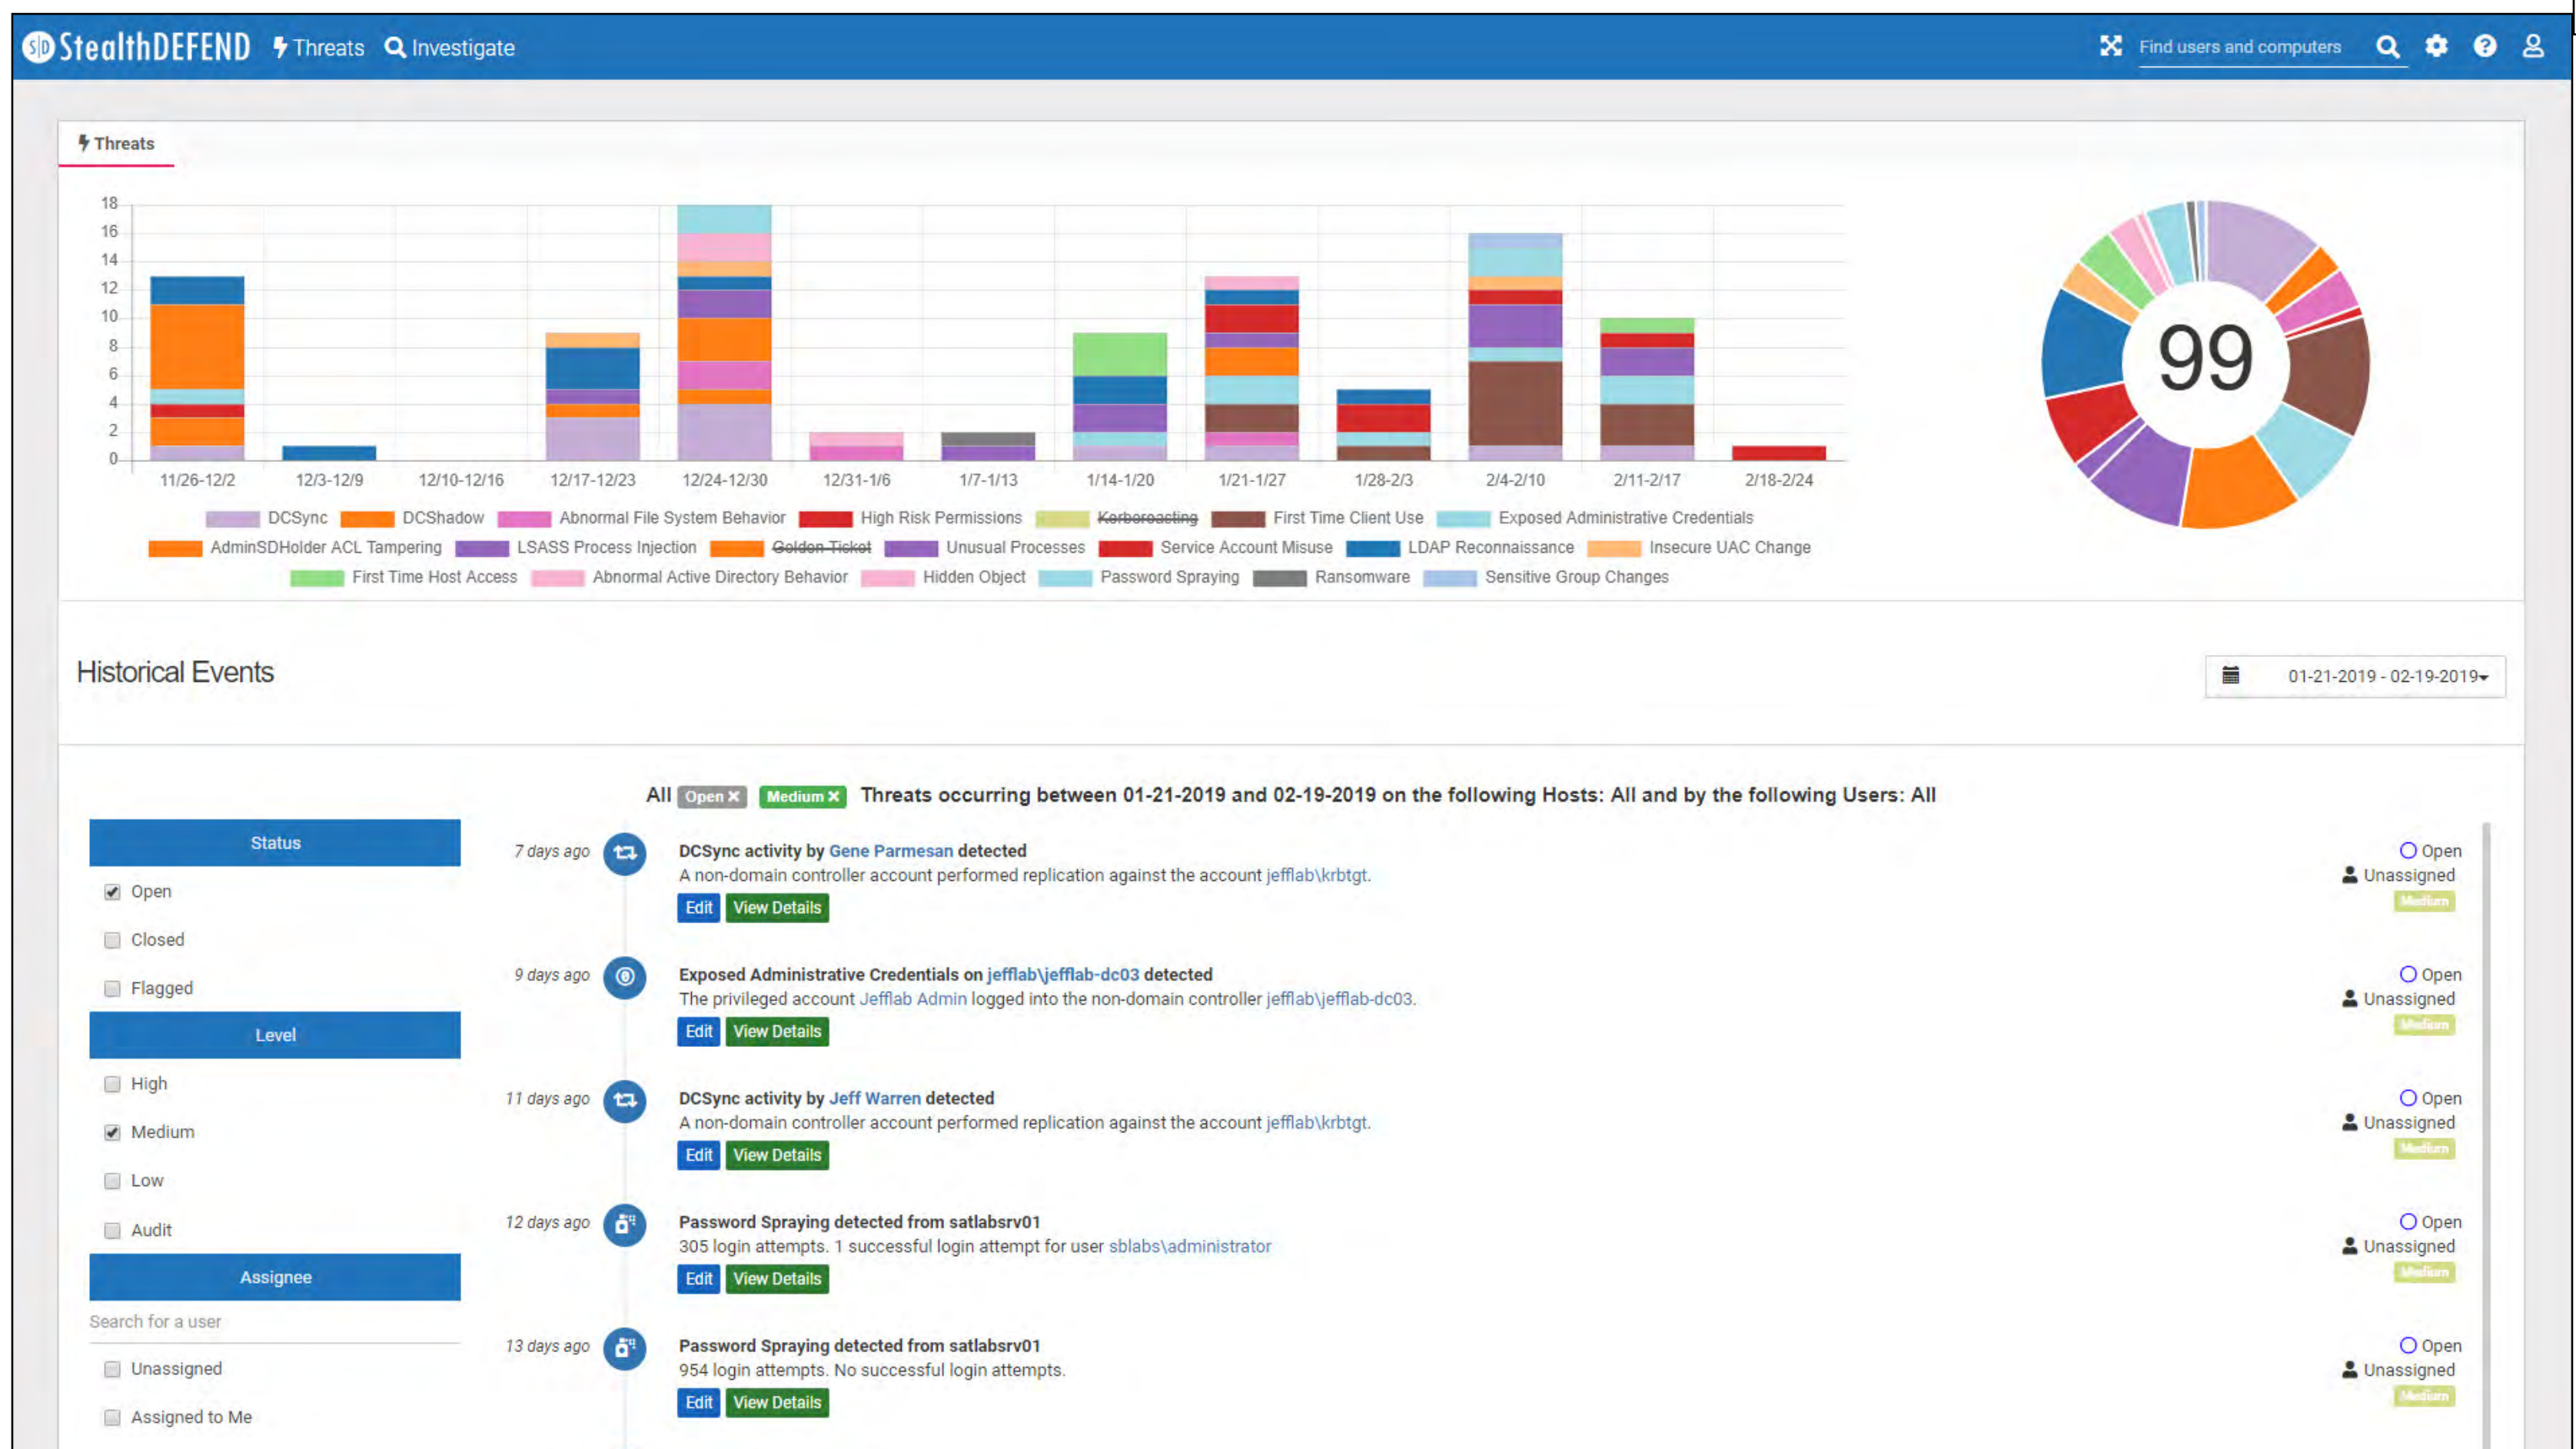 S|D StealthDEFEND Threats Investigate Find users and computers
Threats
18
16
14
12
10
8
6
4
2
0
11/26-12/2 12/3-12/9 12/10-12/16 12/17-12/23 12/24-12/30 12/31-1/6 1/7-1/13 1/14-1/20 1/21-1/27 1/28-2/3 2/4-2/10 2/11-2/17 2/18-2/24
DCSync DCShadow Abnormal File System Behavior High Risk Permissions Kerberoasting First Time Client Use Exposed Administrative Credentials
AdminSDHolder ACL Tampering LSASS Process Injection Golden Ticket Unusual Processes Service Account Misuse LDAP Reconnaissance Insecure UAC Change
First Time Host Access Abnormal Active Directory Behavior Hidden Object Password Spraying Ransomware Sensitive Group Changes
99
Historical Events
01-21-2019 - 02-19-2019
All Open × Medium × Threats occurring between 01-21-2019 and 02-19-2019 on the following Hosts: All and by the following Users: All
Status
Open
Closed
Flagged
Level
High
Medium
Low
Audit
Assignee
Search for a user
Unassigned
Assigned to Me
7 days ago
DCSync activity by Gene Parmesan detected
A non-domain controller account performed replication against the account jefflab\krbtgt.
Edit View Details
Open
Unassigned
Medium
9 days ago
Exposed Administrative Credentials on jefflab\jefflab-dc03 detected
The privileged account Jefflab Admin logged into the non-domain controller jefflab\jefflab-dc03.
Edit View Details
Open
Unassigned
Medium
11 days ago
DCSync activity by Jeff Warren detected
A non-domain controller account performed replication against the account jefflab\krbtgt.
Edit View Details
Open
Unassigned
Medium
12 days ago
Password Spraying detected from satlabsrv01
305 login attempts. 1 successful login attempt for user sblabs\administrator
Edit View Details
Open
Unassigned
Medium
13 days ago
Password Spraying detected from satlabsrv01
954 login attempts. No successful login attempts.
Edit View Details
Open
Unassigned
Medium